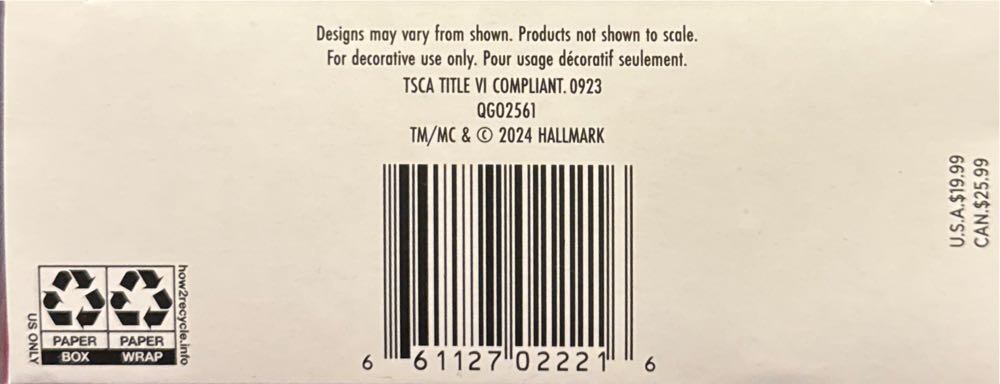 Designs may vary from shown. Products not shown to scale.
For decorative use only. Pour usage décoratif seulement.
TSCA TITLE VI COMPLIANT. 0923
QGO2561
TM/MC & © 2024 HALLMARK
U.S.A.$19.99
CAN.$25.99
how2recycle.info
PAPER PAPER
BOX WRAP
US ONLY
6 61127 02221 6